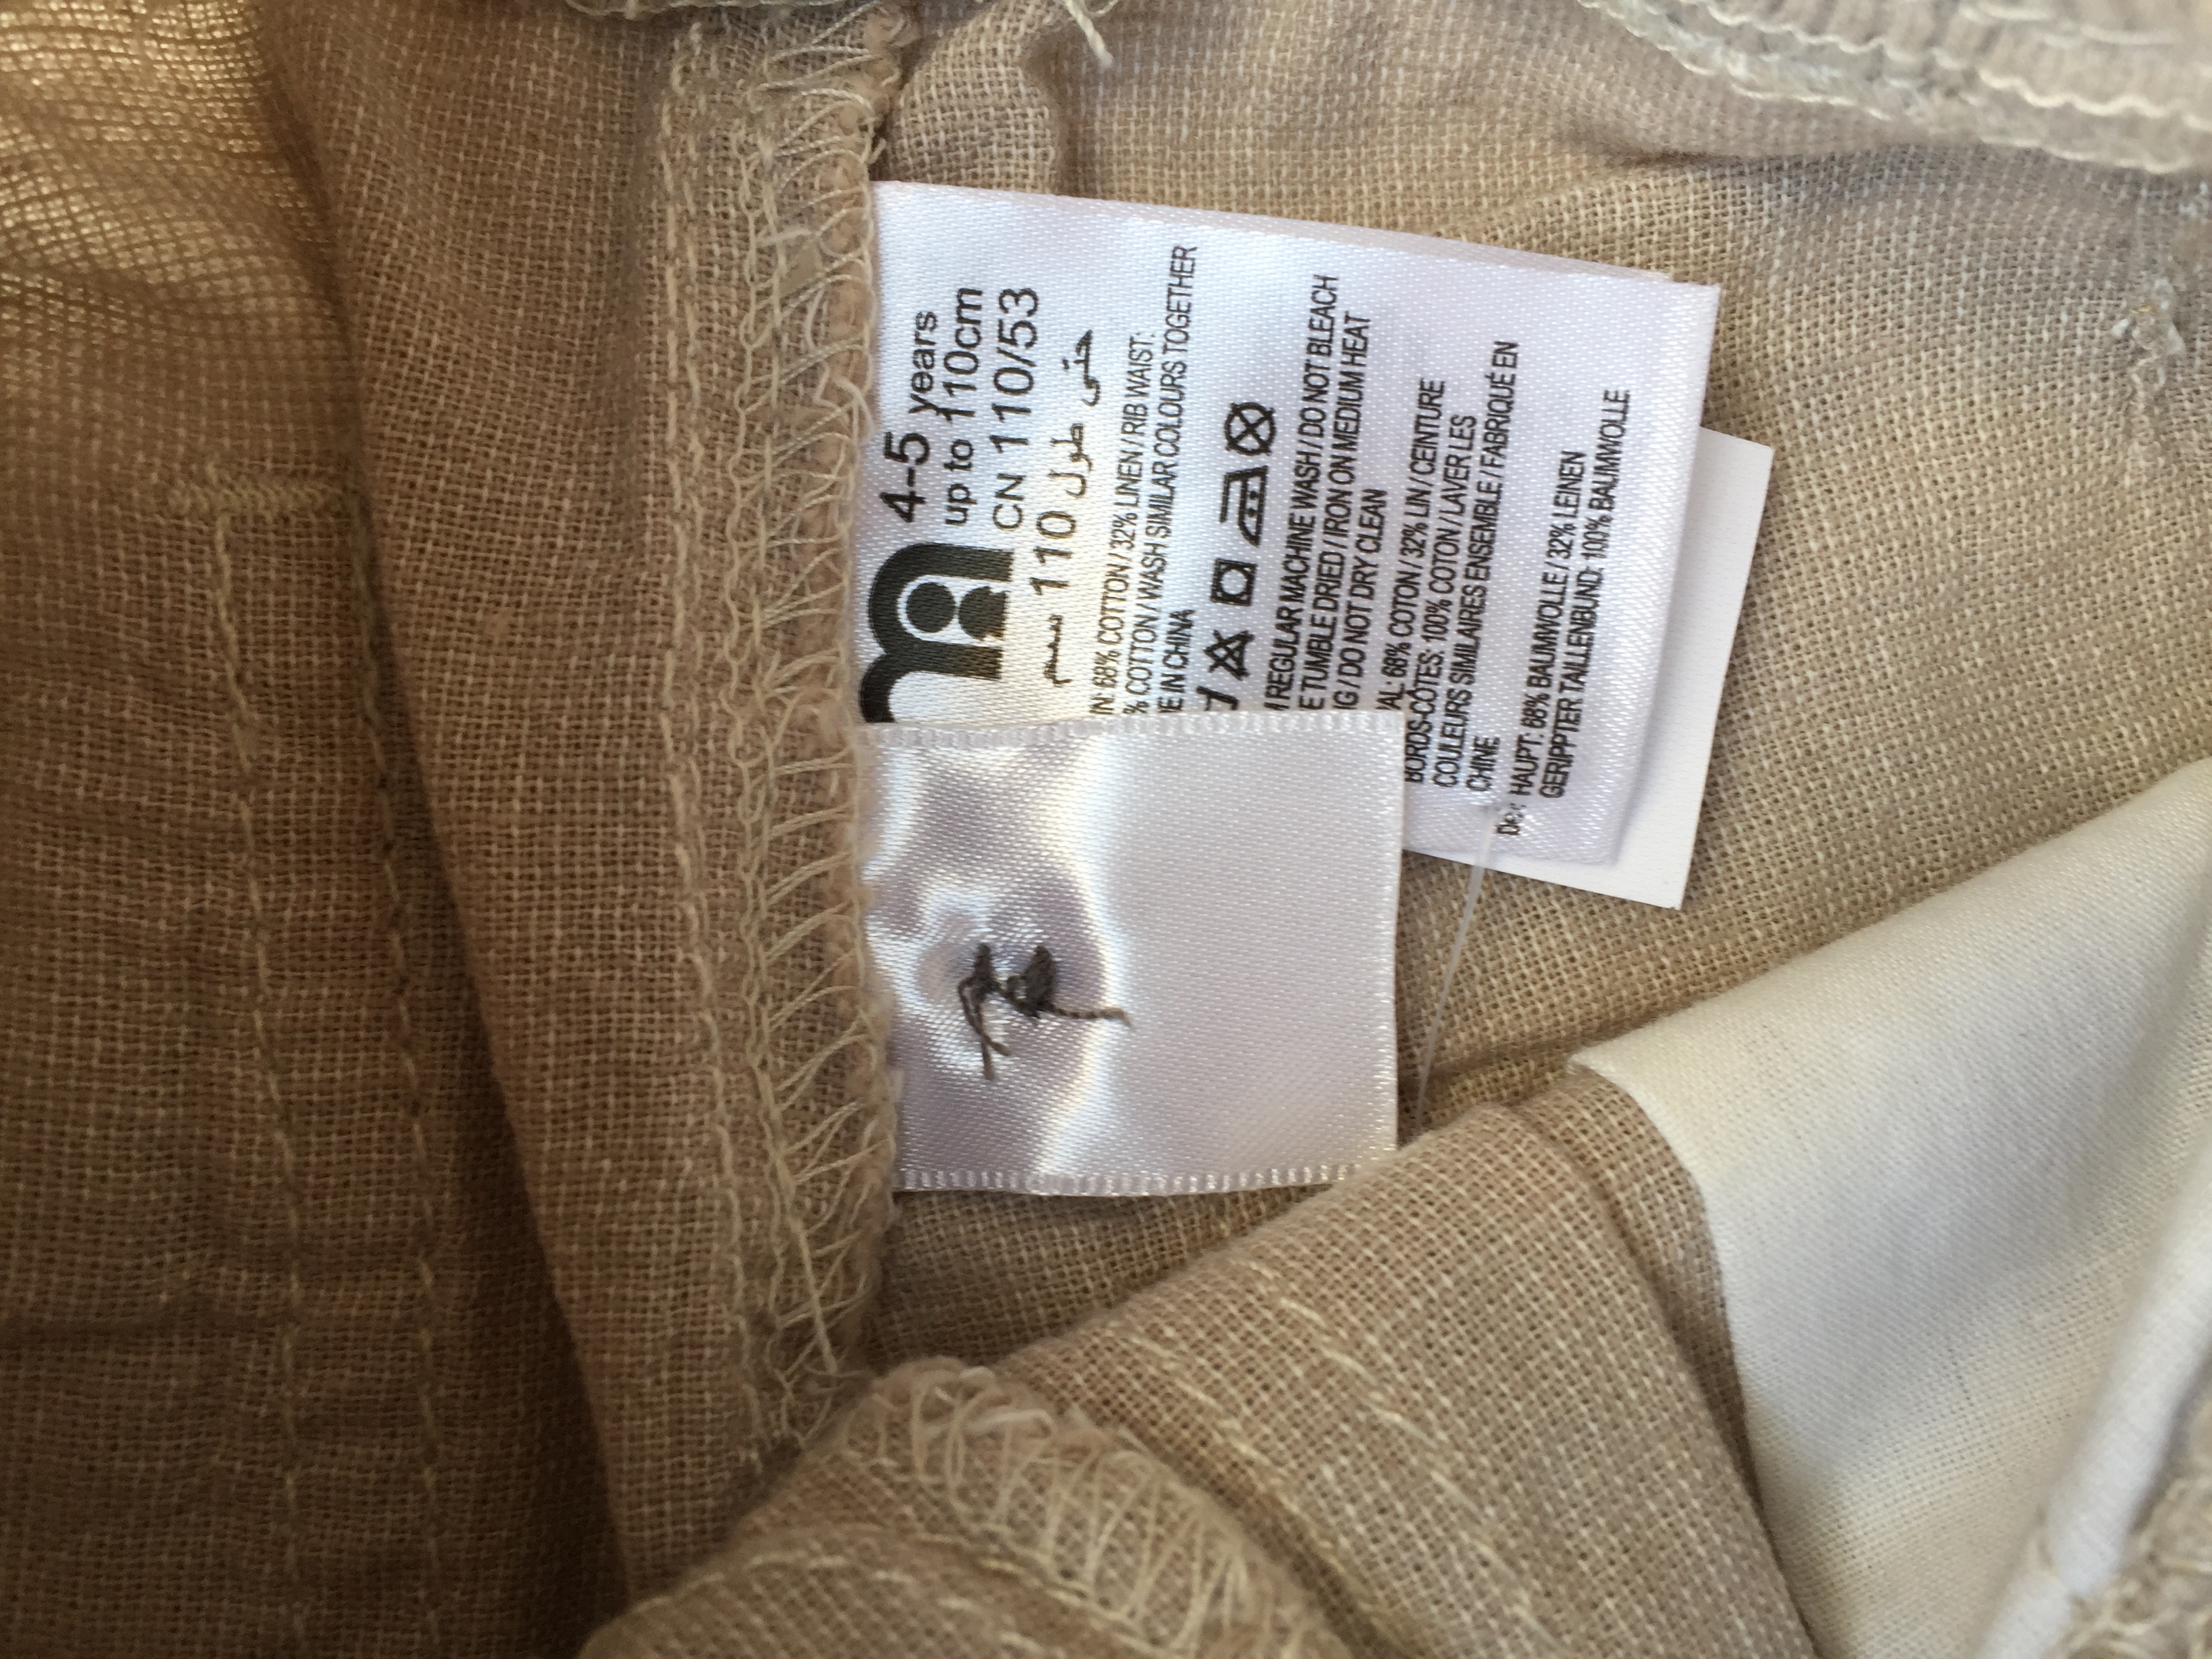 4-5 years
up to 110cm
CN 110/53
حتى طول 110 سم
68% COTTON / 32% LINEN / RIB WAIST:
% COTTON / WASH SIMILAR COLOURS TOGETHER
IN CHINA
REGULAR MACHINE WASH / DO NOT BLEACH
TUMBLE DRIED / IRON ON MEDIUM HEAT
/ DO NOT DRY CLEAN
68% COTON / 32% LIN / CENTURE
BORDS-CÔTES: 100% COTON / LAVER LES
COULEURS SIMILAIRES ENSEMBLE / FABRIQUÉ EN
CHINE
HAUPT: 68% BAUMWOLLE / 32% LEINEN
GERIPPTER TAILLENBUND: 100% BAUMWOLLE